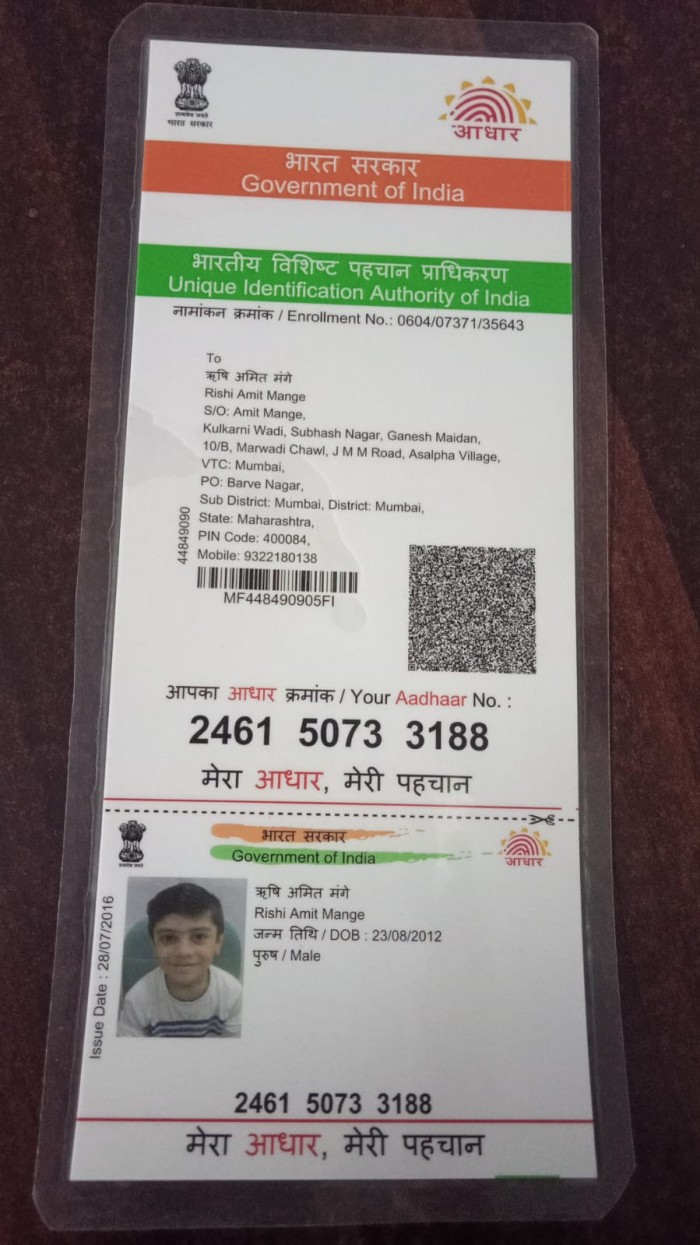 सत्यमेव जयते
भारत सरकार
आधार
भारत सरकार
Government of India
भारतीय विशिष्ट पहचान प्राधिकरण
Unique Identification Authority of India
नामांकन क्रमांक / Enrollment No.: 0604/07371/35643
To
ऋषि अमित मंगे
Rishi Amit Mange
S/O: Amit Mange,
Kulkarni Wadi, Subhash Nagar, Ganesh Maidan,
10/B, Marwadi Chawl, J M M Road, Asalpha Village,
VTC: Mumbai,
PO: Barve Nagar,
Sub District: Mumbai, District: Mumbai,
State: Maharashtra,
PIN Code: 400084,
Mobile: 9322180138
44849090
MF448490905FI
आपका आधार क्रमांक / Your Aadhaar No. :
2461 5073 3188
मेरा आधार, मेरी पहचान
भारत सरकार
Government of India
आधार
ऋषि अमित मंगे
Rishi Amit Mange
जन्म तिथि / DOB : 23/08/2012
पुरुष / Male
Issue Date : 28/07/2016
2461 5073 3188
मेरा आधार, मेरी पहचान